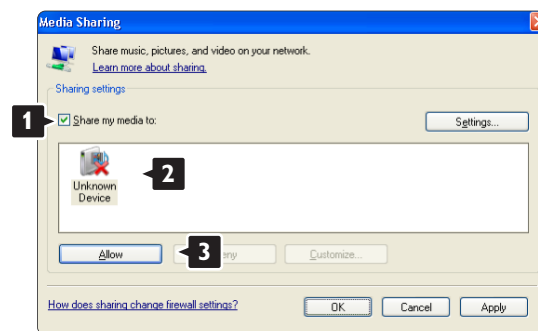 Media Sharing
Share music, pictures, and video on your network.
Learn more about sharing.
Sharing settings
1
Share my media to:
Settings...
2
Unknown
Device
Allow
3
Customize...
How does sharing change firewall settings?
OK
Cancel
Apply